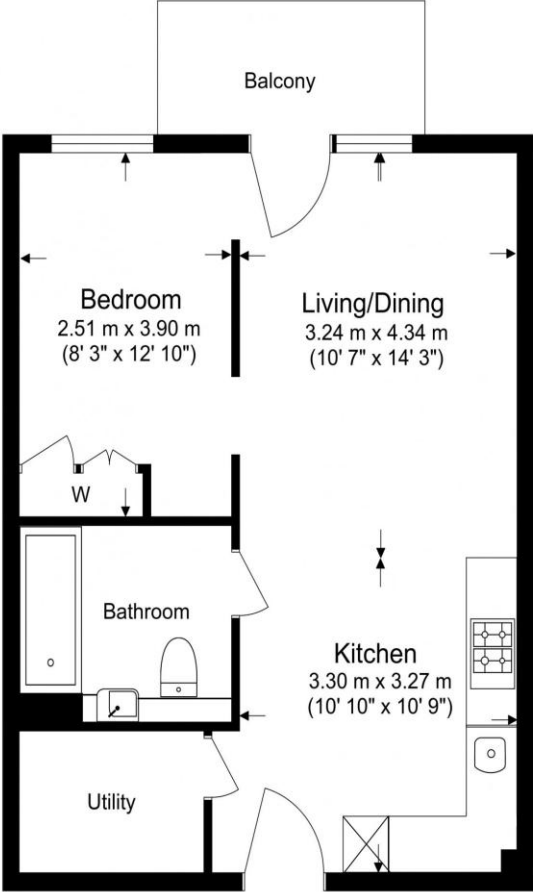 Balcony
Bedroom
2.51 m x 3.90 m
(8' 3" x 12' 10")
Living/Dining
3.24 m x 4.34 m
(10' 7" x 14' 3")
W
Bathroom
Kitchen
3.30 m x 3.27 m
(10' 10" x 10' 9")
Utility